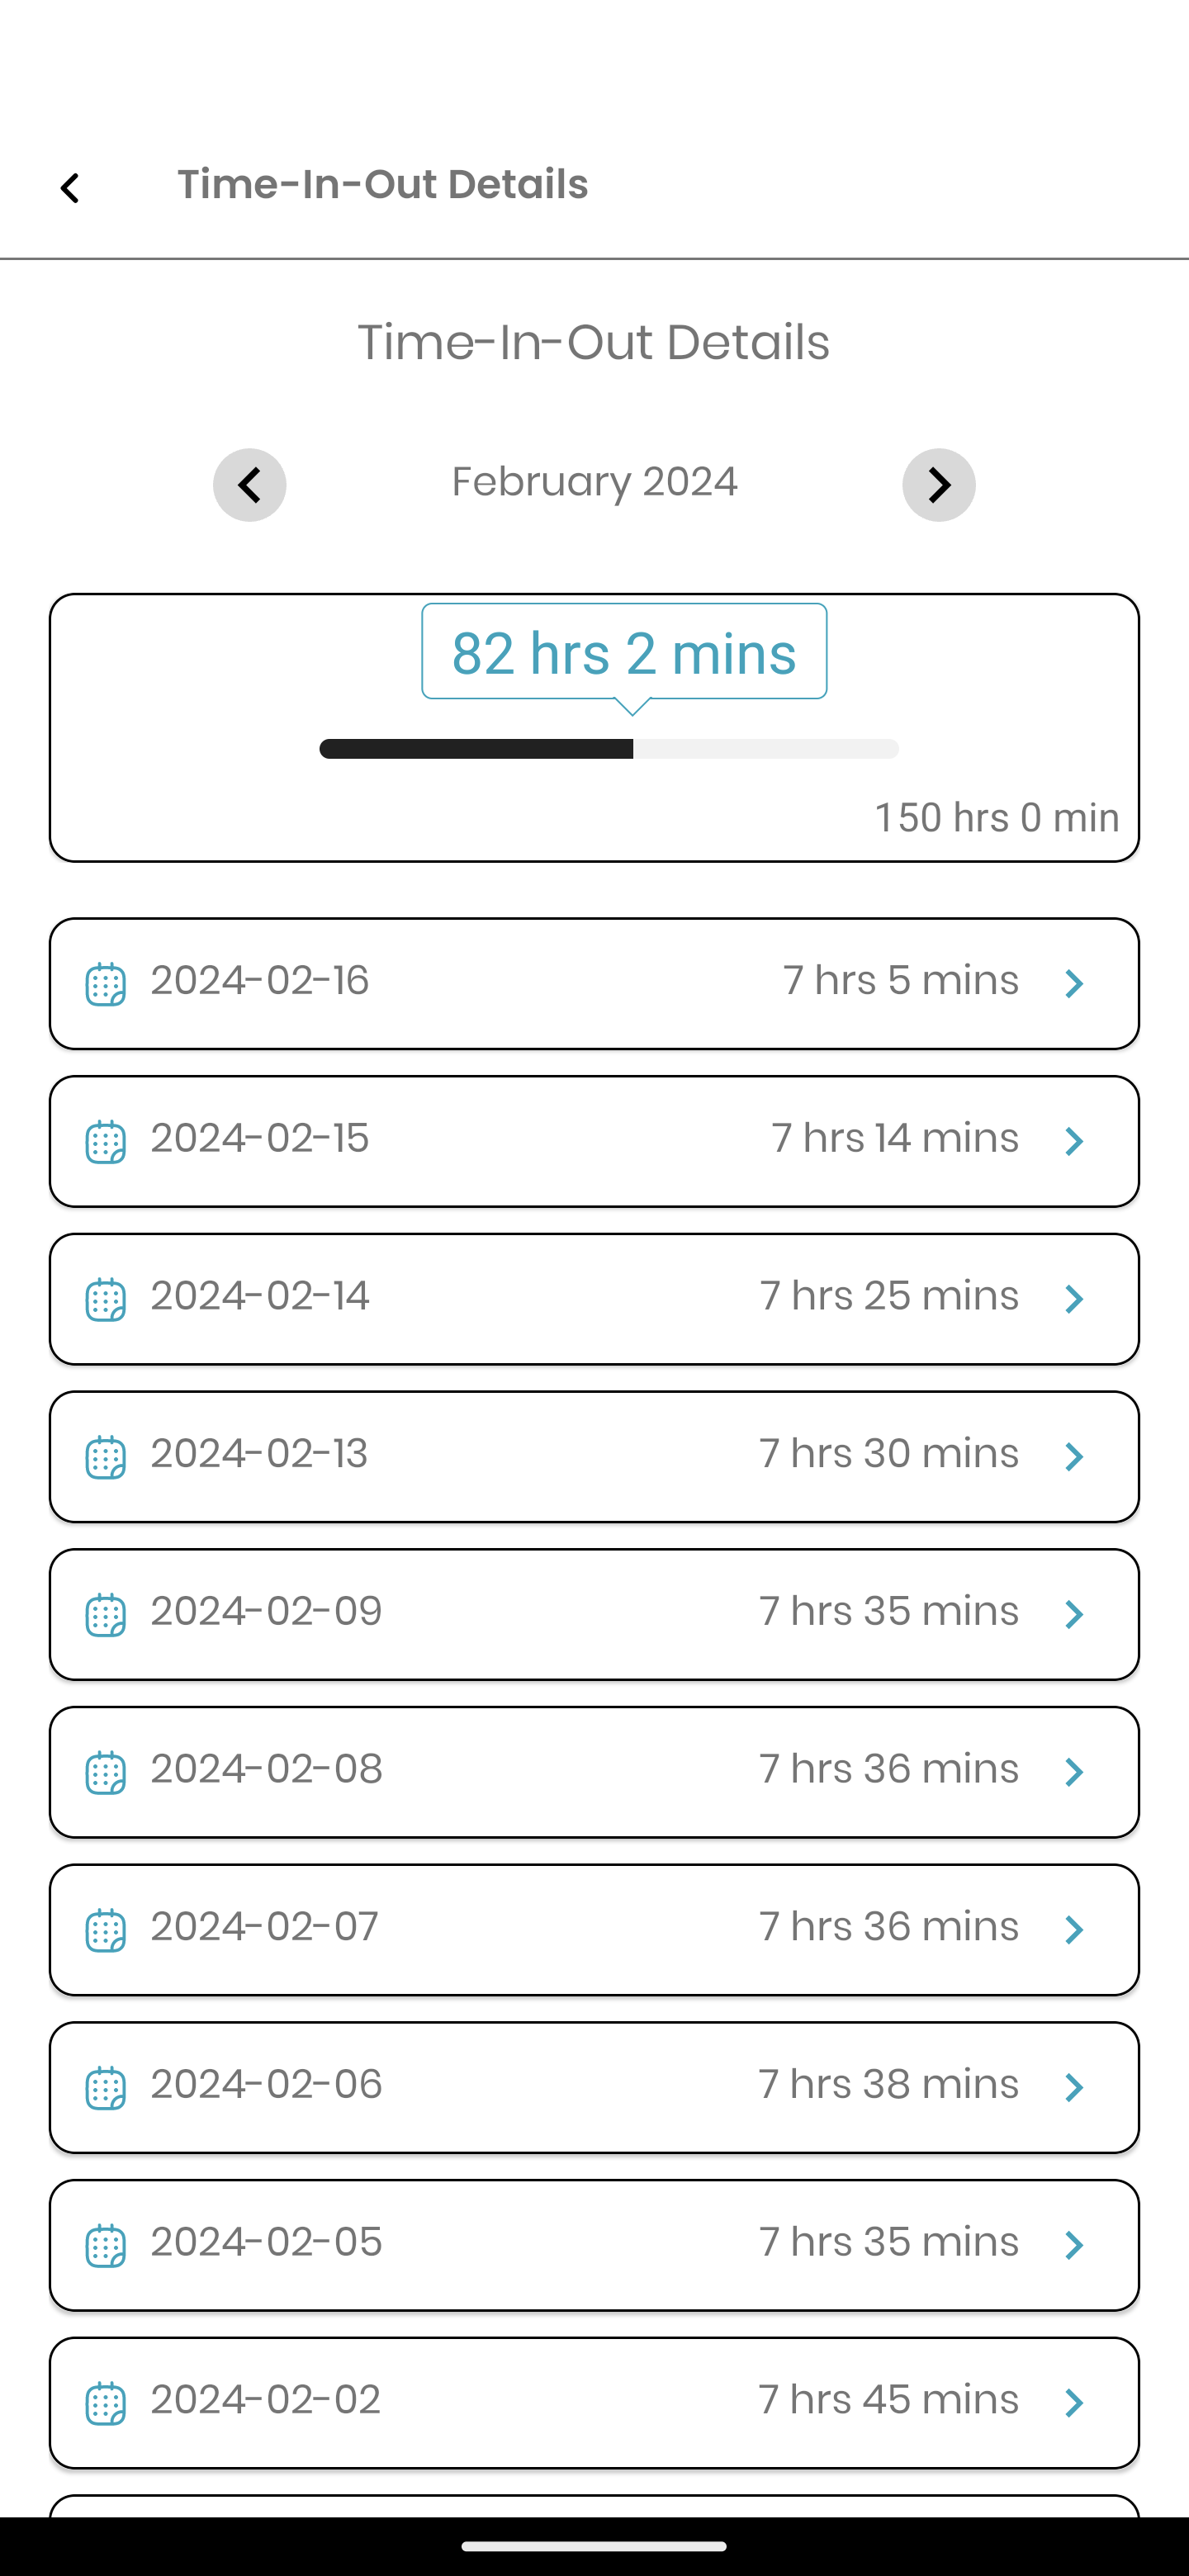 Time-In-Out Details
Time-In-Out Details
February 2024
82 hrs 2 mins
150 hrs 0 min
2024-02-16 7 hrs 5 mins
2024-02-15 7 hrs 14 mins
2024-02-14 7 hrs 25 mins
2024-02-13 7 hrs 30 mins
2024-02-09 7 hrs 35 mins
2024-02-08 7 hrs 36 mins
2024-02-07 7 hrs 36 mins
2024-02-06 7 hrs 38 mins
2024-02-05 7 hrs 35 mins
2024-02-02 7 hrs 45 mins